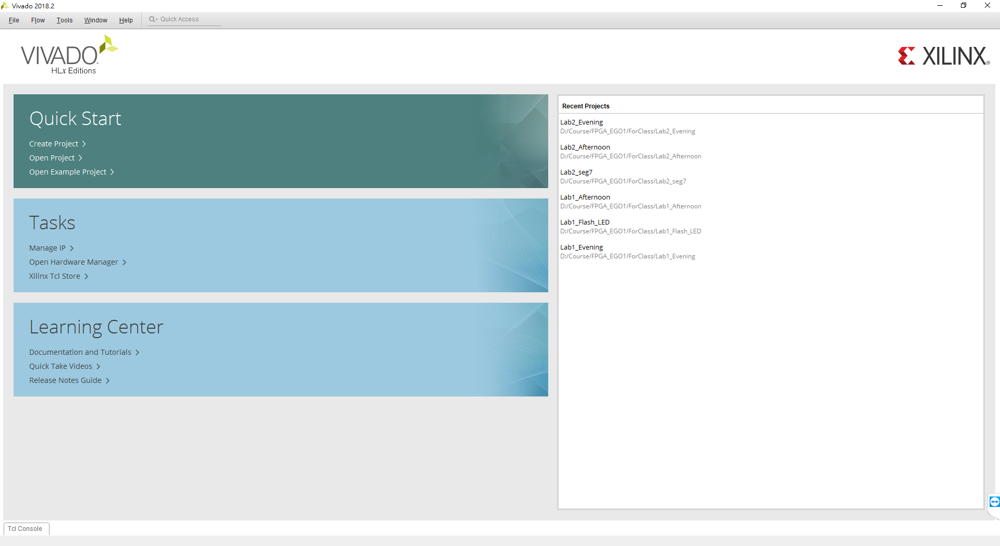 Vivado 2018.2
File Flow Tools Window Help Quick Access
VIVADO
HLx Editions
XILINX®
Quick Start
Create Project
Open Project
Open Example Project
Tasks
Manage IP
Open Hardware Manager
Xilinx Tcl Store
Learning Center
Documentation and Tutorials
Quick Take Videos
Release Notes Guide
Recent Projects
Lab2_Evening
D:/Course/FPGA_EGO1/ForClass/Lab2_Evening
Lab2_Afternoon
D:/Course/FPGA_EGO1/ForClass/Lab2_Afternoon
Lab2_seg7
D:/Course/FPGA_EGO1/ForClass/Lab2_seg7
Lab1_Afternoon
D:/Course/FPGA_EGO1/ForClass/Lab1_Afternoon
Lab1_Flash_LED
D:/Course/FPGA_EGO1/ForClass/Lab1_Flash_LED
Lab1_Evening
D:/Course/FPGA_EGO1/ForClass/Lab1_Evening
Tcl Console